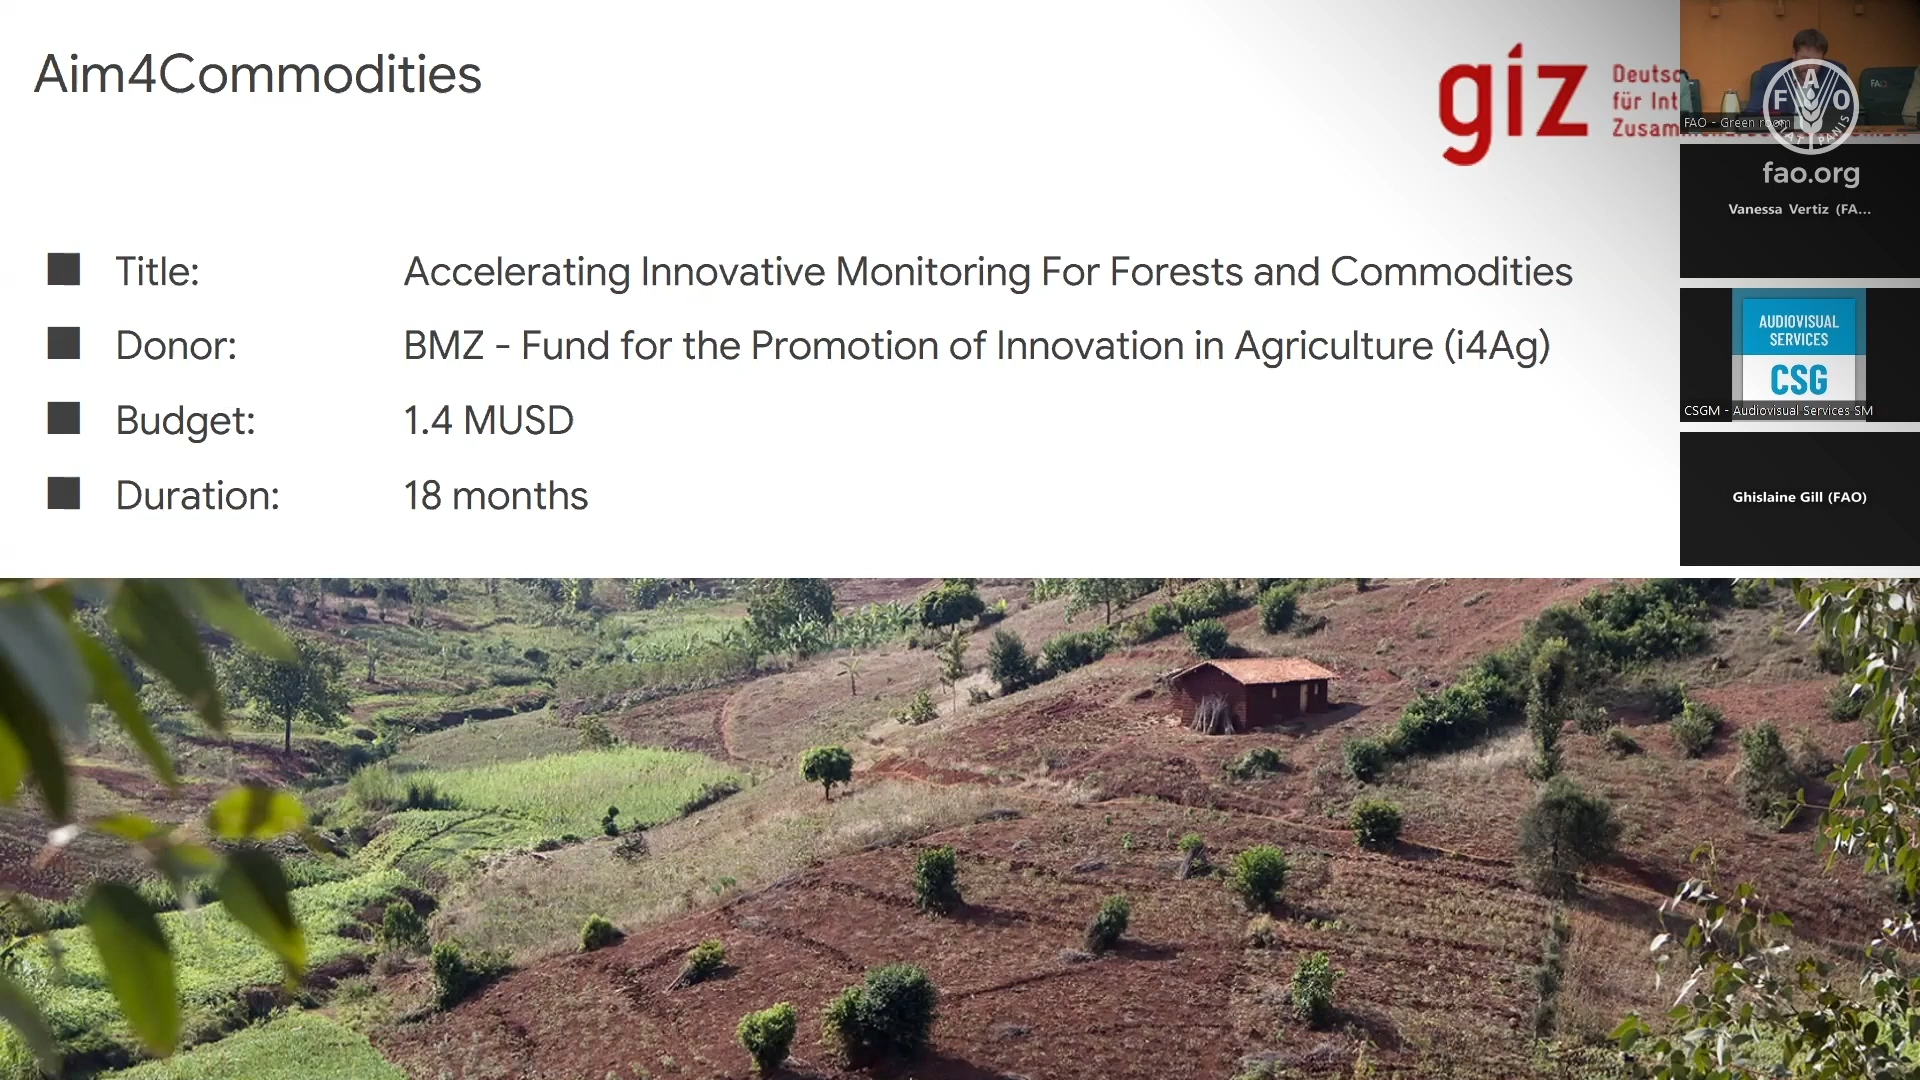 Aim4Commodities
giz
Deutsc
für Int
Zusam
Title: Accelerating Innovative Monitoring For Forests and Commodities
Donor: BMZ - Fund for the Promotion of Innovation in Agriculture (i4Ag)
Budget: 1.4 MUSD
Duration: 18 months
FAO
FAO - Green room
F A O
PANIS
fao.org
Vanessa Vertiz (FA...
AUDIOVISUAL
SERVICES
CSG
CSGM - Audiovisual Services SM
Ghislaine Gill (FAO)